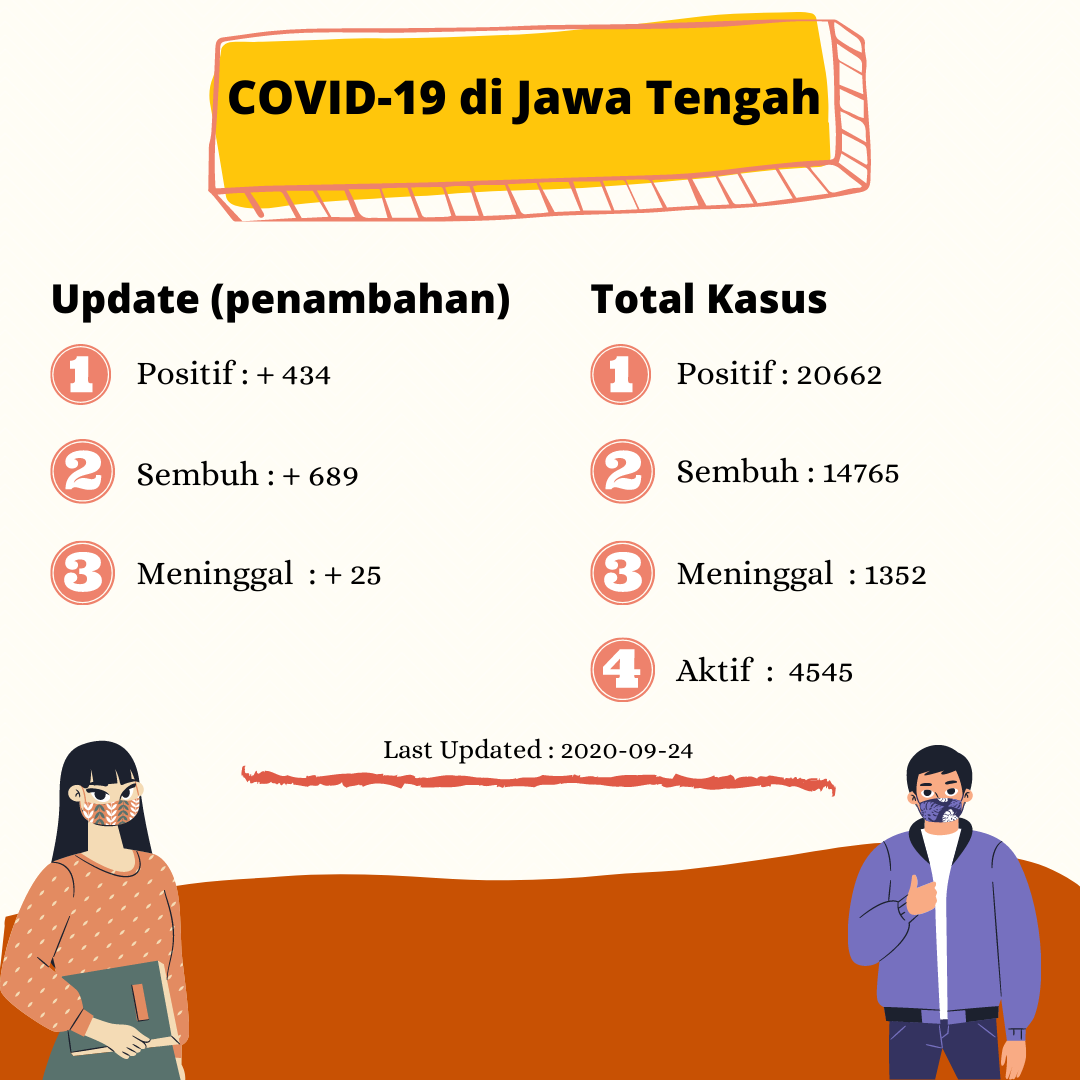 COVID-19 di Jawa Tengah
Update (penambahan)
1 Positif : + 434
2 Sembuh : + 689
3 Meninggal : + 25
Total Kasus
1 Positif : 20662
2 Sembuh : 14765
3 Meninggal : 1352
4 Aktif : 4545
Last Updated : 2020-09-24